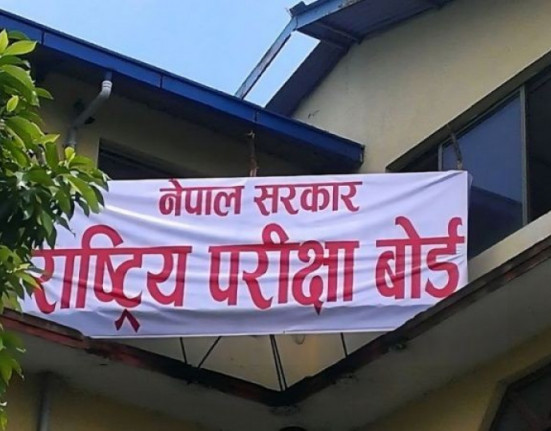 नेपाल सरकार
राष्ट्रिय परीक्षा बोर्ड